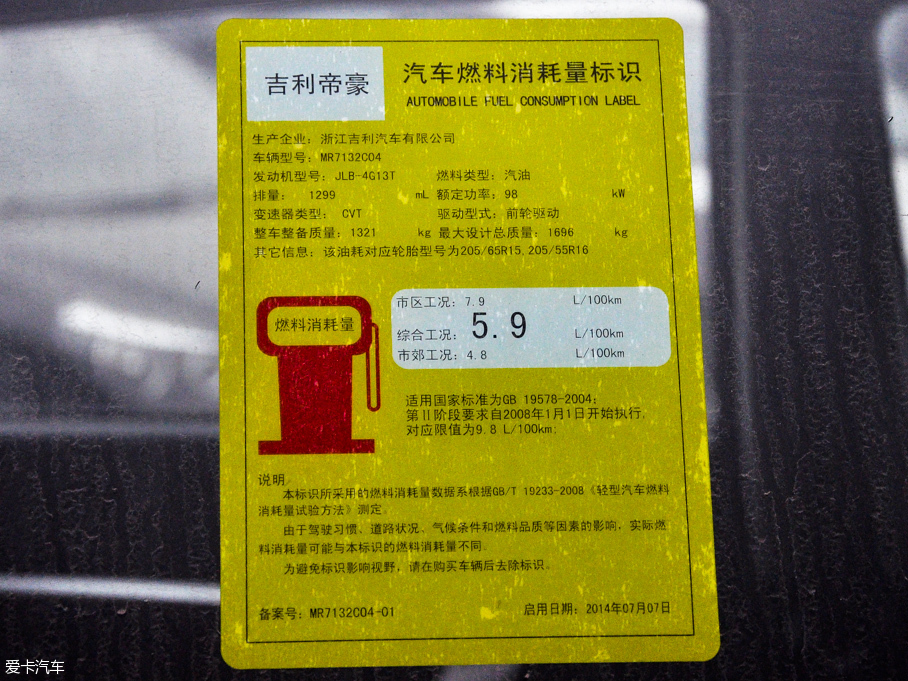 吉利帝豪
汽车燃料消耗量标识
AUTOMOBILE FUEL CONSUMPTION LABEL
生产企业: 浙江吉利汽车有限公司
车辆型号: MR7132C04
发动机型号: JLB-4G13T 燃料类型: 汽油
排量: 1299 mL 额定功率: 98 kW
变速器类型: CVT 驱动型式: 前轮驱动
整车整备质量: 1321 kg 最大设计总质量: 1696 kg
其它信息: 该油耗对应轮胎型号为205/65R15,205/55R16
燃料消耗量
市区工况: 7.9 L/100km
综合工况: 5.9 L/100km
市郊工况: 4.8 L/100km
适用国家标准为GB 19578-2004;
第II阶段要求自2008年1月1日开始执行,
对应限值为9.8 L/100km;
说明
本标识所采用的燃料消耗量数据系根据GB/T 19233-2008《轻型汽车燃料
消耗量试验方法》测定。
由于驾驶习惯、道路状况、气候条件和燃料品质等因素的影响, 实际燃
料消耗量可能与本标识的燃料消耗量不同。
为避免标识影响视野, 请在购买车辆后去除标识。
备案号: MR7132C04-01 启用日期: 2014年07月07日
爱卡汽车